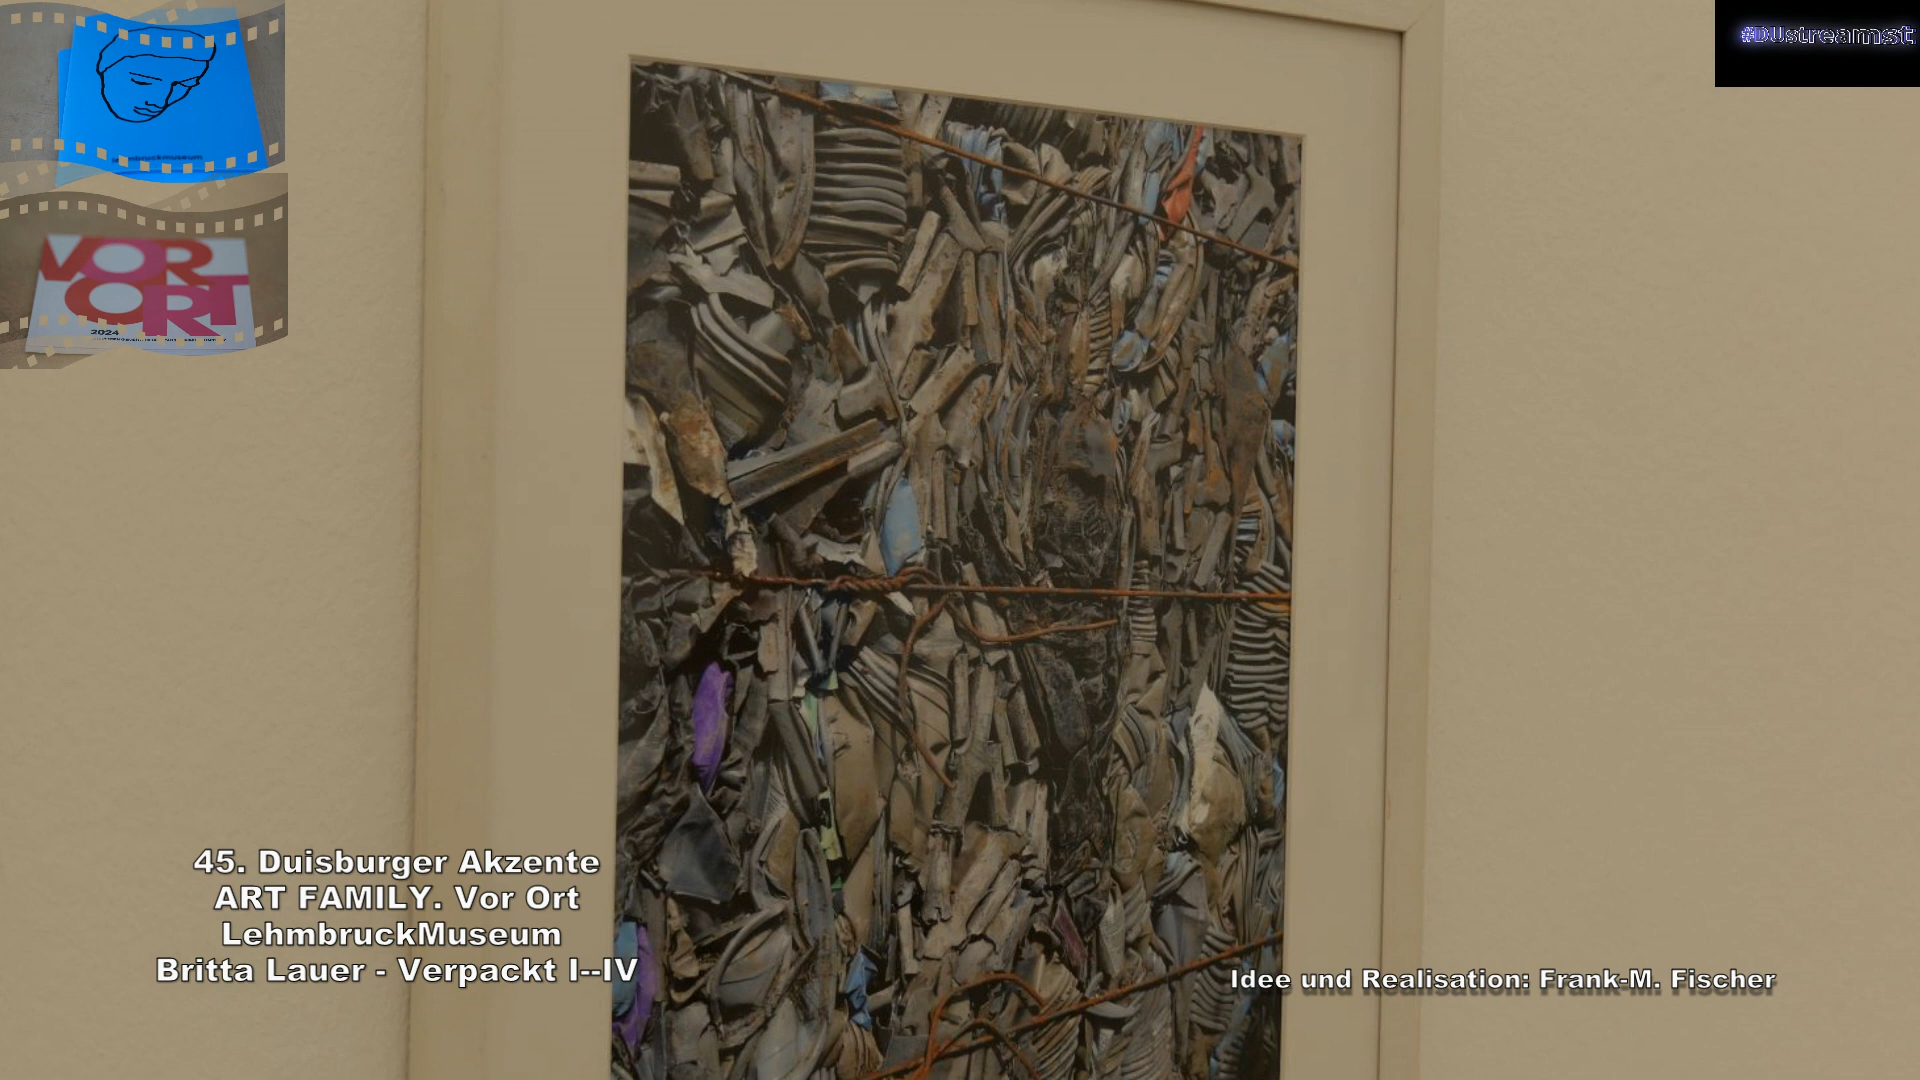 #DUstreamst
VOR
ORT
2024
45. Duisburger Akzente
ART FAMILY. Vor Ort
LehmbruckMuseum
Britta Lauer - Verpackt I--IV
Idee und Realisation: Frank-M. Fischer